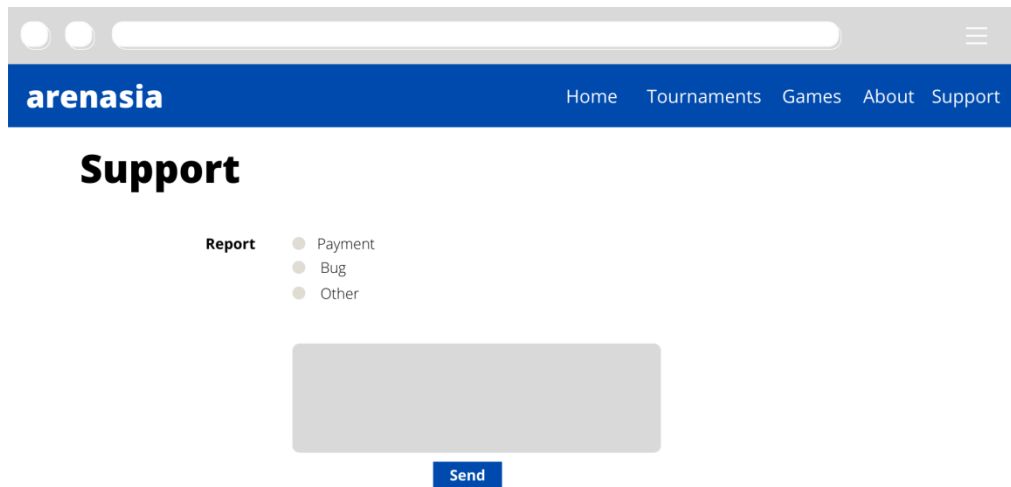 arenasia Home Tournaments Games About Support
Support
Report Payment
Bug
Other
Send